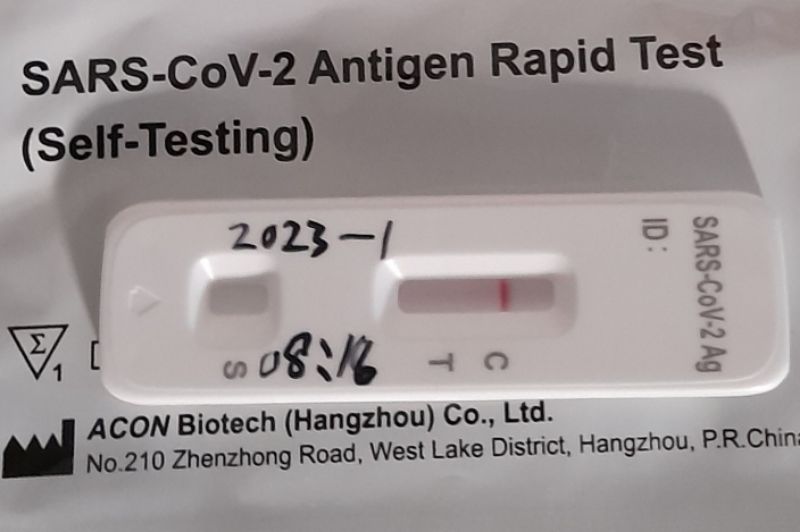 SARS-CoV-2 Antigen Rapid Test
(Self-Testing)
2023-1
ID:
SARS-CoV-2 Ag
S
08:16
T
C
Σ
1
ACON Biotech (Hangzhou) Co., Ltd.
No.210 Zhenzhong Road, West Lake District, Hangzhou, P.R.China